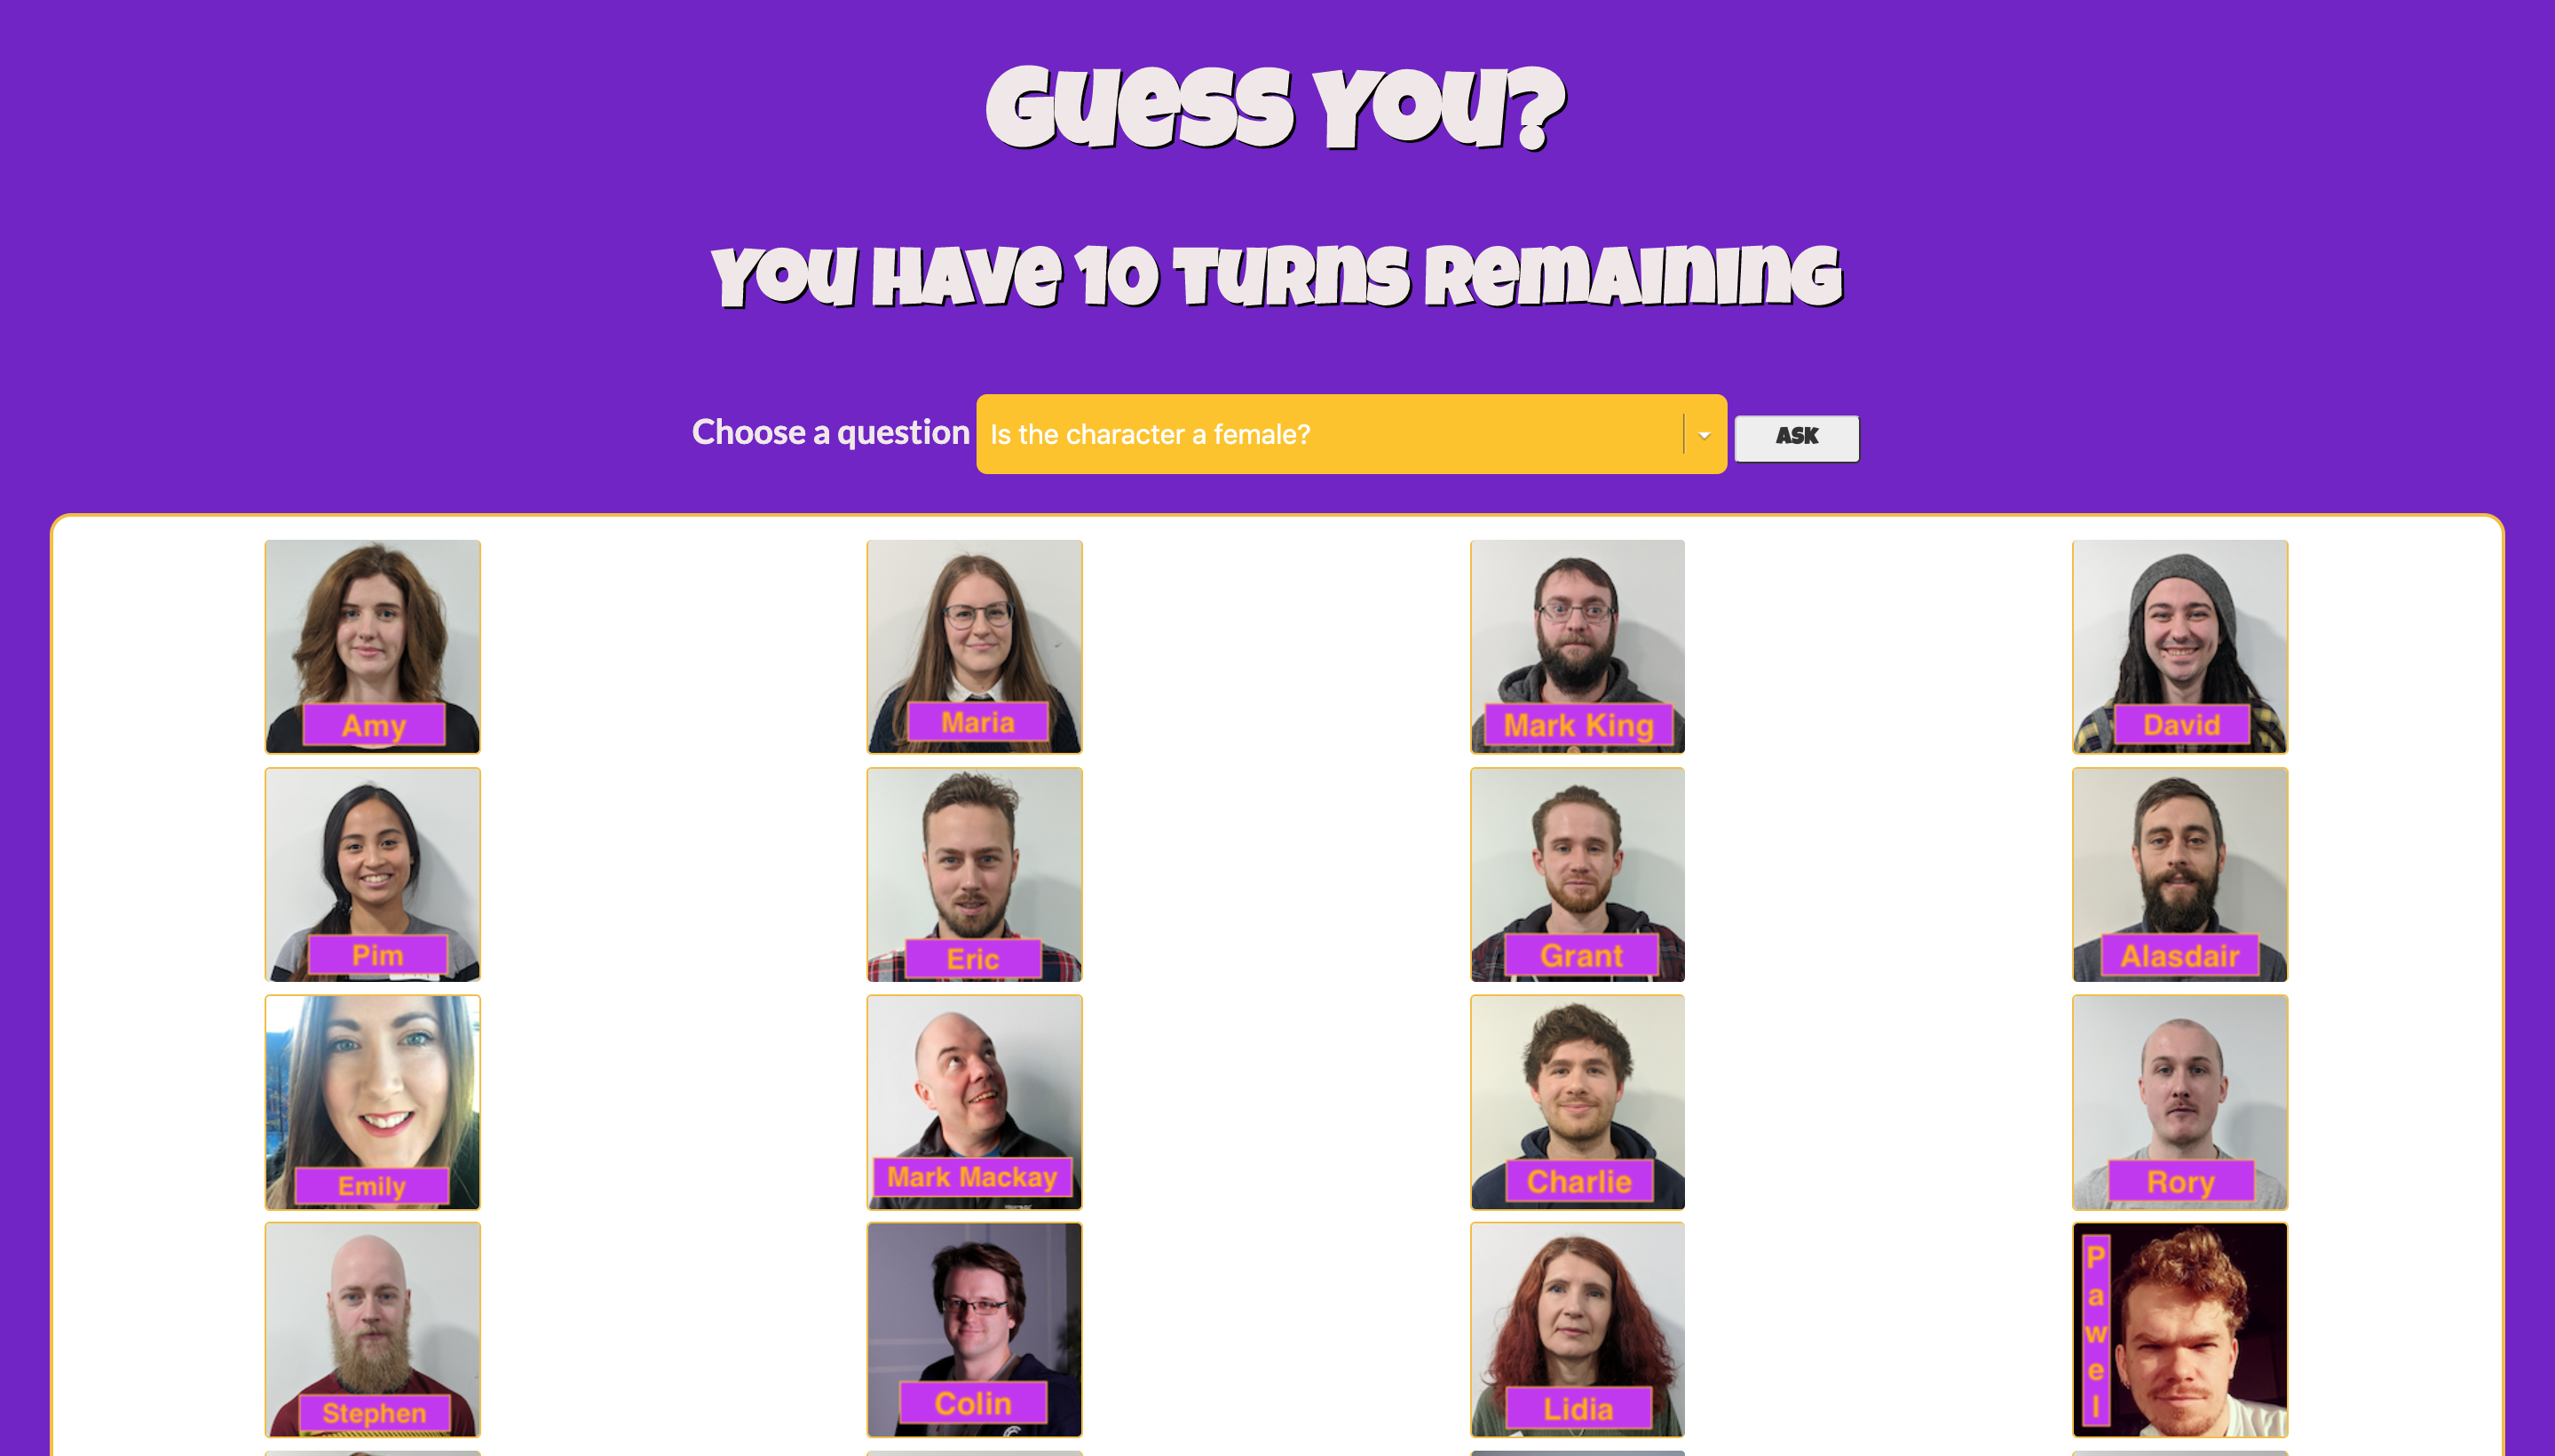 Guess You?
You Have 10 Turns Remaining
Choose a question Is the character a female? ASK
Amy Maria Mark King David
Pim Eric Grant Alasdair
Emily Mark Mackay Charlie Rory
Stephen Colin Lidia Pawel